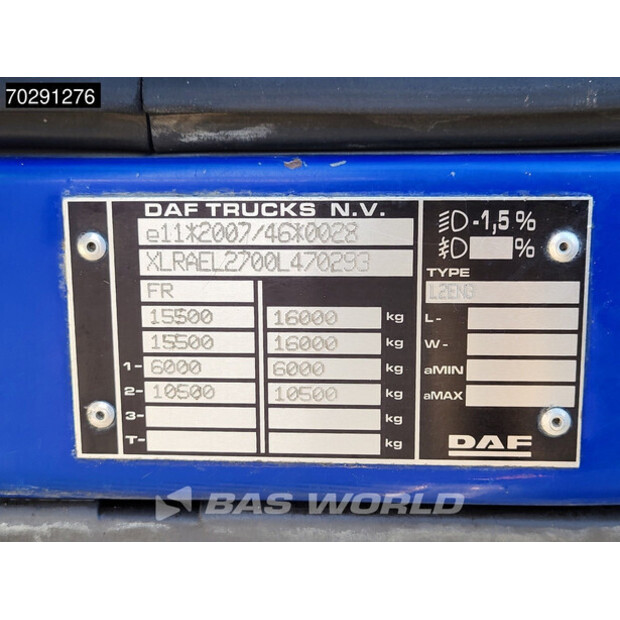 70291276
DAF TRUCKS N.V.
e11*2007/46*0028
XLRAEL2700L470293
FR
15500 16000 kg
15500 16000 kg
1- 6000 6000 kg
2- 10500 10500 kg
3- kg
T- kg
-1,5 %
%
TYPE
L2EN3
L-
W-
aMIN
aMAX
DAF
BAS WORLD